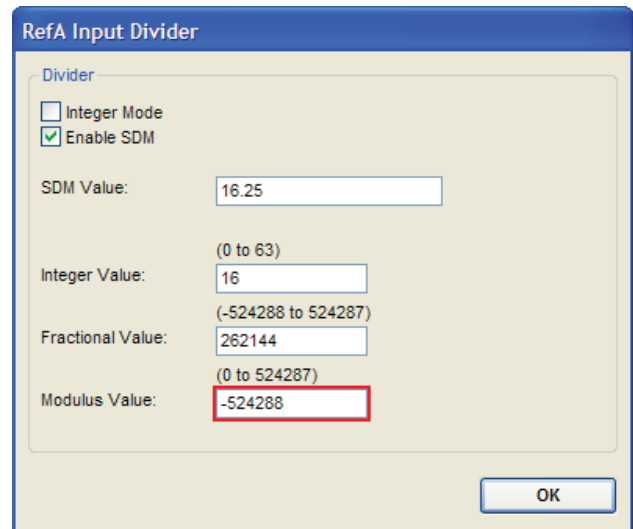 RefA Input Divider
Divider
Integer Mode
Enable SDM
SDM Value: 16.25
(0 to 63)
Integer Value: 16
(-524288 to 524287)
Fractional Value: 262144
(0 to 524287)
Modulus Value: -524288
OK